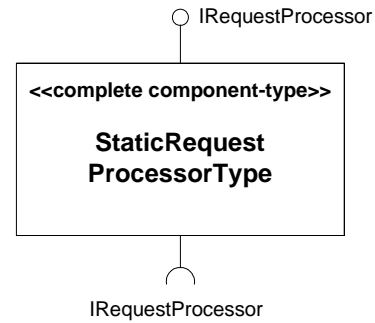 IRequestProcessor
<<complete component-type>>
StaticRequest
ProcessorType
IRequestProcessor